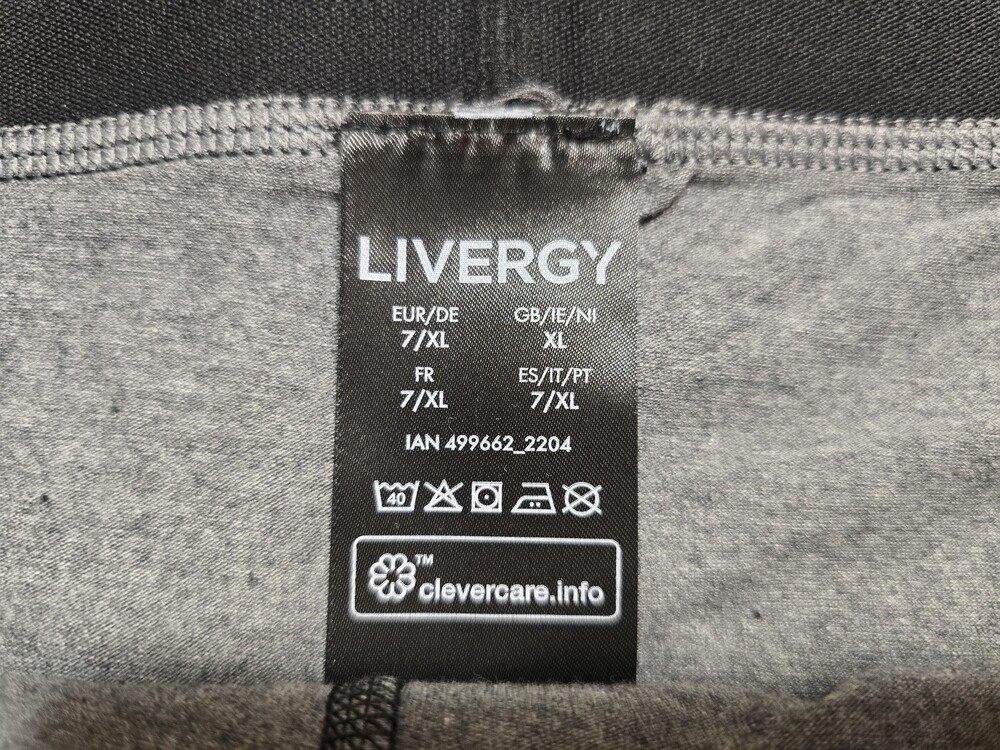 LIVERGY
EUR/DE GB/IE/NI
7/XL XL
FR ES/IT/PT
7/XL 7/XL
IAN 499662_2204
40
™ clevercare.info